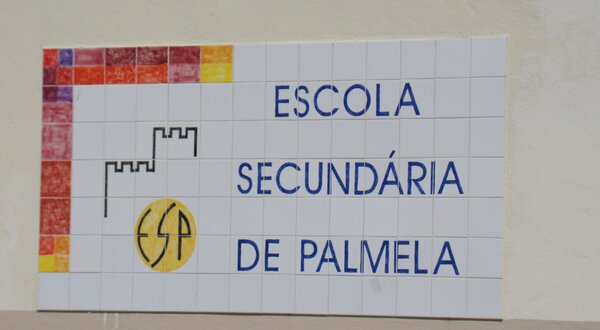 ESCOLA
SECUNDÁRIA
DE PALMELA
ESP